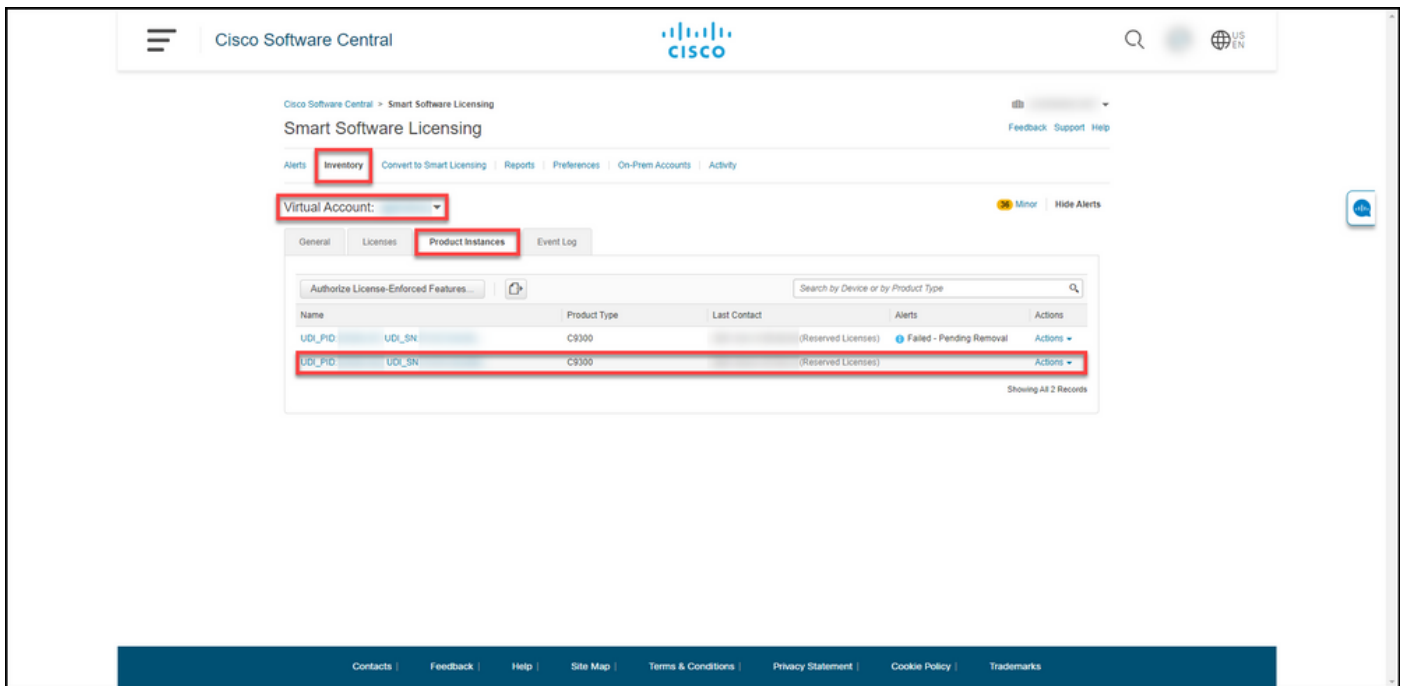 Cisco Software Central
CISCO
US
EN
Cisco Software Central > Smart Software Licensing
Smart Software Licensing
Feedback Support Help
Alerts Inventory Convert to Smart Licensing | Reports | Preferences | On-Prem Accounts | Activity
Virtual Account:
36 Minor | Hide Alerts
General Licenses Product Instances Event Log
Authorize License-Enforced Features...
Search by Device or by Product Type
Name Product Type Last Contact Alerts Actions
UDI_PID: UDI_SN: C9300 (Reserved Licenses) Failed - Pending Removal Actions
UDI_PID: UDI_SN: C9300 (Reserved Licenses) Actions
Showing All 2 Records
Contacts | Feedback | Help | Site Map | Terms & Conditions | Privacy Statement | Cookie Policy | Trademarks